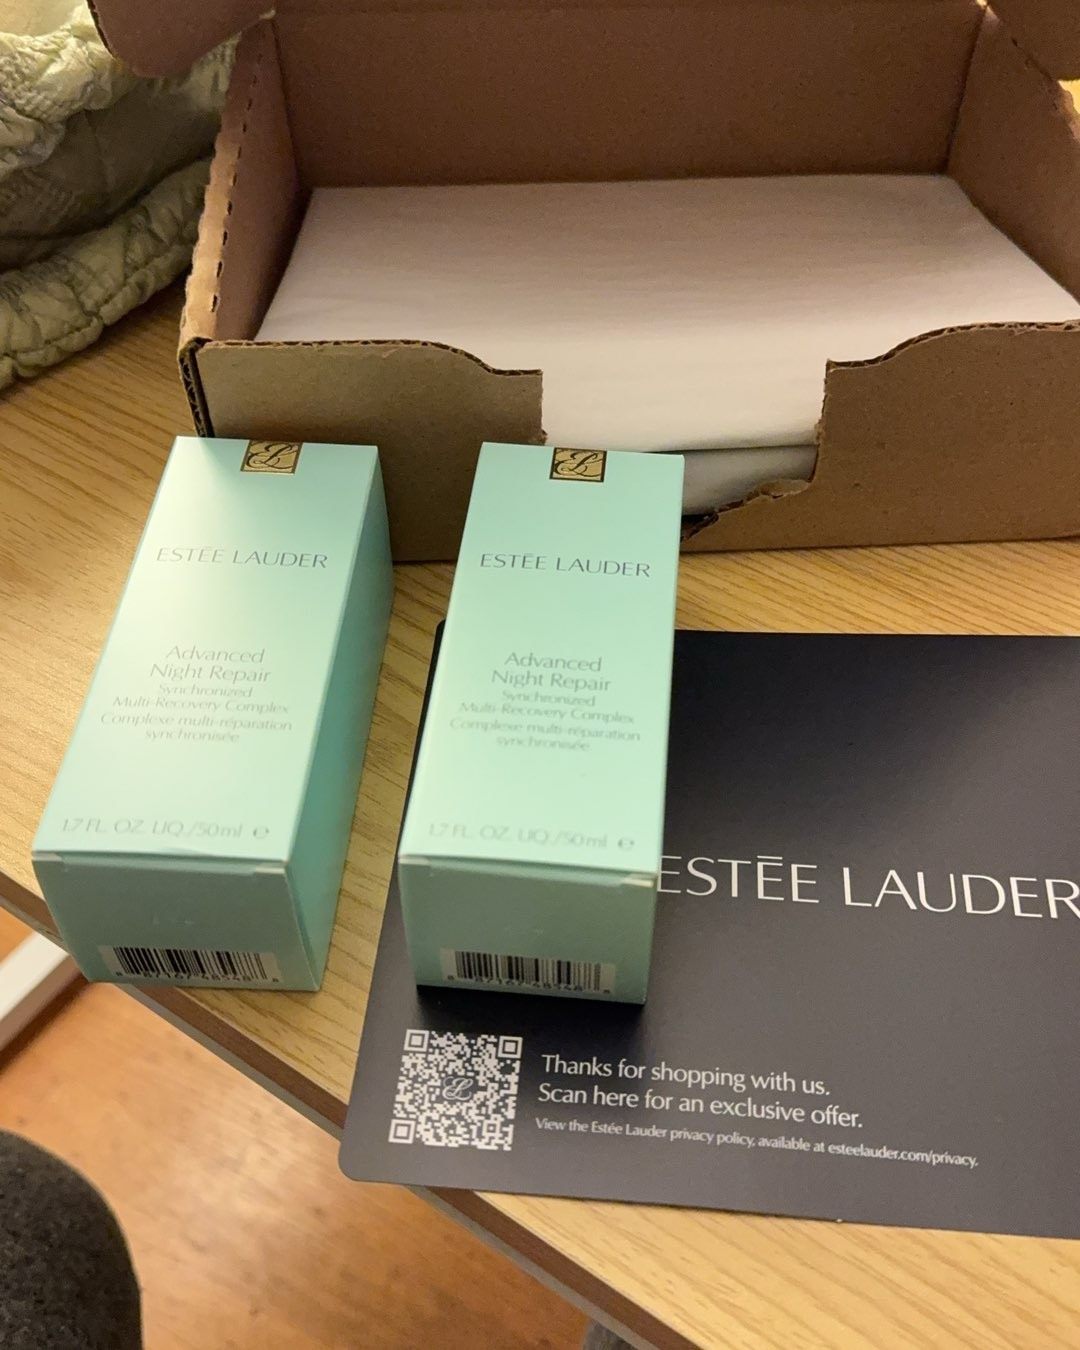 ESTĒE LAUDER
Advanced
Night Repair
Synchronized
Multi-Recovery Complex
Complexe multi-réparation
synchronisée
1.7 FL. OZ. LIQ./50ml ℮
ESTĒE LAUDER
Advanced
Night Repair
Synchronized
Multi-Recovery Complex
Complexe multi-réparation
synchronisée
1.7 FL. OZ. LIQ./50ml ℮
ESTĒE LAUDER
Thanks for shopping with us.
Scan here for an exclusive offer.
View the Estée Lauder privacy policy, available at esteelauder.com/privacy.